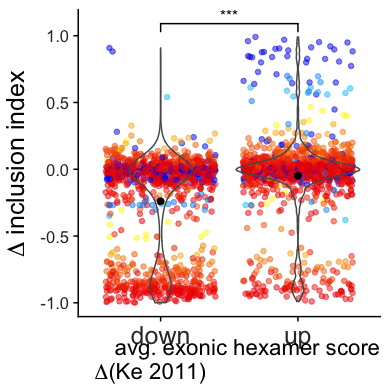 ***
Δ inclusion index
1.0
0.5
0.0
-0.5
-1.0
down up
avg. exonic hexamer score
Δ(Ke 2011)